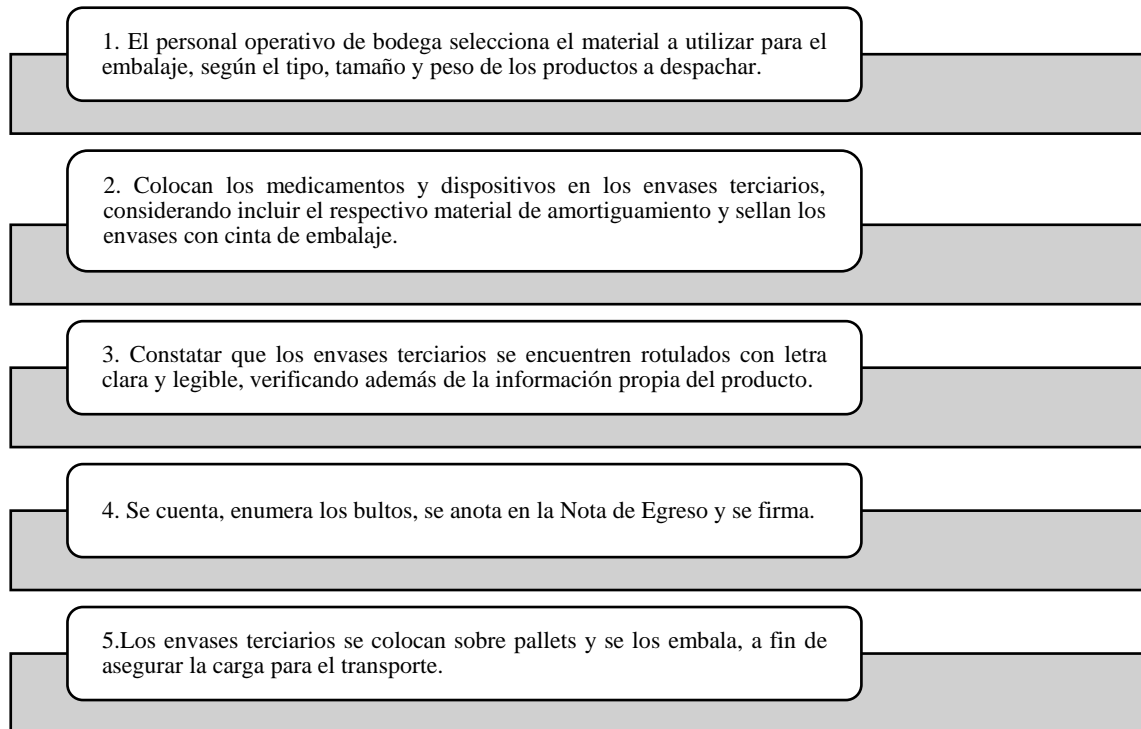 1. El personal operativo de bodega selecciona el material a utilizar para el
embalaje, según el tipo, tamaño y peso de los productos a despachar.
2. Colocan los medicamentos y dispositivos en los envases terciarios,
considerando incluir el respectivo material de amortiguamiento y sellan los
envases con cinta de embalaje.
3. Constatar que los envases terciarios se encuentren rotulados con letra
clara y legible, verificando además de la información propia del producto.
4. Se cuenta, enumera los bultos, se anota en la Nota de Egreso y se firma.
5.Los envases terciarios se colocan sobre pallets y se los embala, a fin de
asegurar la carga para el transporte.